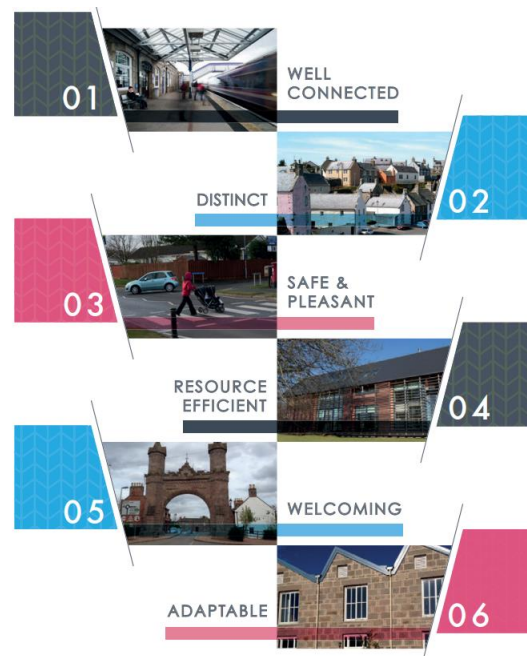 01
WELL
CONNECTED
DISTINCT
02
03
SAFE &
PLEASANT
RESOURCE
EFFICIENT
04
05
WELCOMING
ADAPTABLE
06